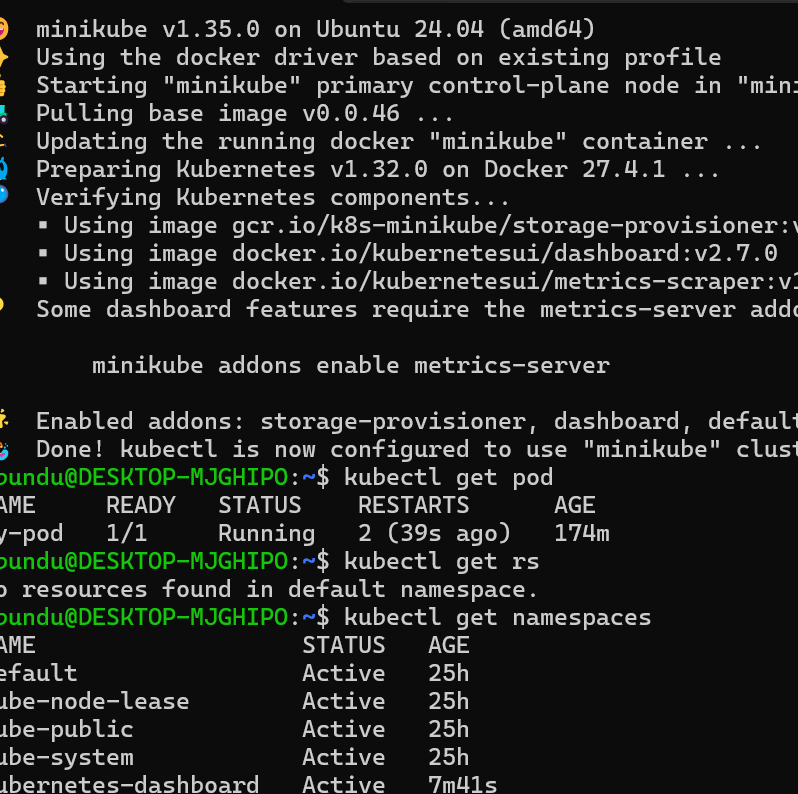 minikube v1.35.0 on Ubuntu 24.04 (amd64)
Using the docker driver based on existing profile
Starting "minikube" primary control-plane node in "mini
Pulling base image v0.0.46 ...
Updating the running docker "minikube" container ...
Preparing Kubernetes v1.32.0 on Docker 27.4.1 ...
Verifying Kubernetes components...
▪ Using image gcr.io/k8s-minikube/storage-provisioner:v
▪ Using image docker.io/kubernetesui/dashboard:v2.7.0
▪ Using image docker.io/kubernetesui/metrics-scraper:v1
Some dashboard features require the metrics-server addo
minikube addons enable metrics-server
Enabled addons: storage-provisioner, dashboard, default
Done! kubectl is now configured to use "minikube" clust
bundu@DESKTOP-MJGHIPO:~$ kubectl get pod
AME READY STATUS RESTARTS AGE
y-pod 1/1 Running 2 (39s ago) 174m
bundu@DESKTOP-MJGHIPO:~$ kubectl get rs
o resources found in default namespace.
bundu@DESKTOP-MJGHIPO:~$ kubectl get namespaces
AME STATUS AGE
efault Active 25h
ube-node-lease Active 25h
ube-public Active 25h
ube-system Active 25h
ubernetes-dashboard Active 7m41s